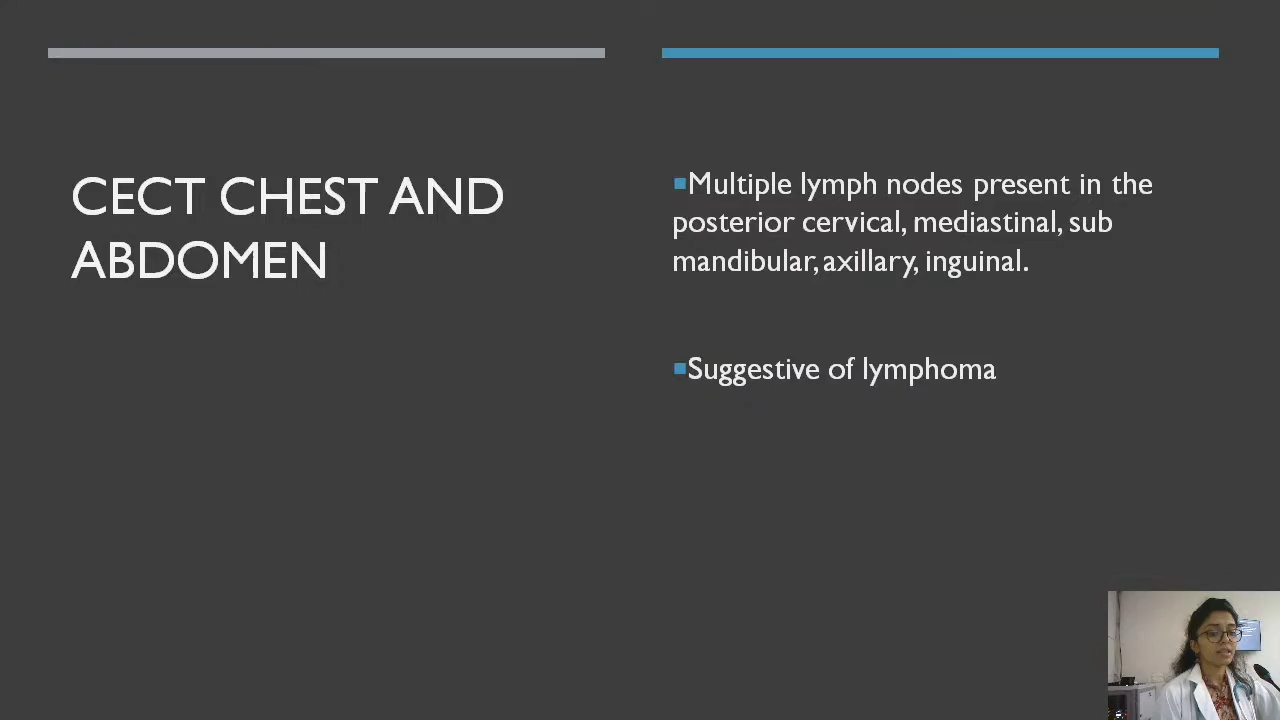 CECT CHEST AND
ABDOMEN
Multiple lymph nodes present in the
posterior cervical, mediastinal, sub
mandibular, axillary, inguinal.
Suggestive of lymphoma